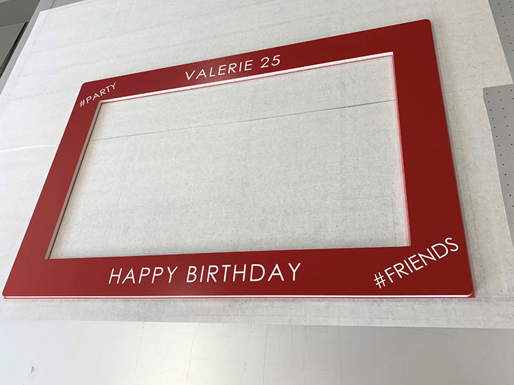 VALERIE 25
#PARTY
HAPPY BIRTHDAY
#FRIENDS